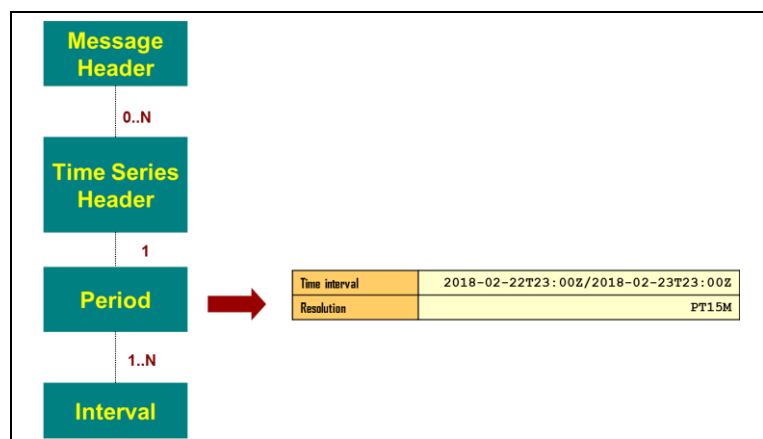 Message
Header
0..N
Time Series
Header
1
Period
Time interval 2018-02-22T23:00Z/2018-02-23T23:00Z
Resolution PT15M
1..N
Interval